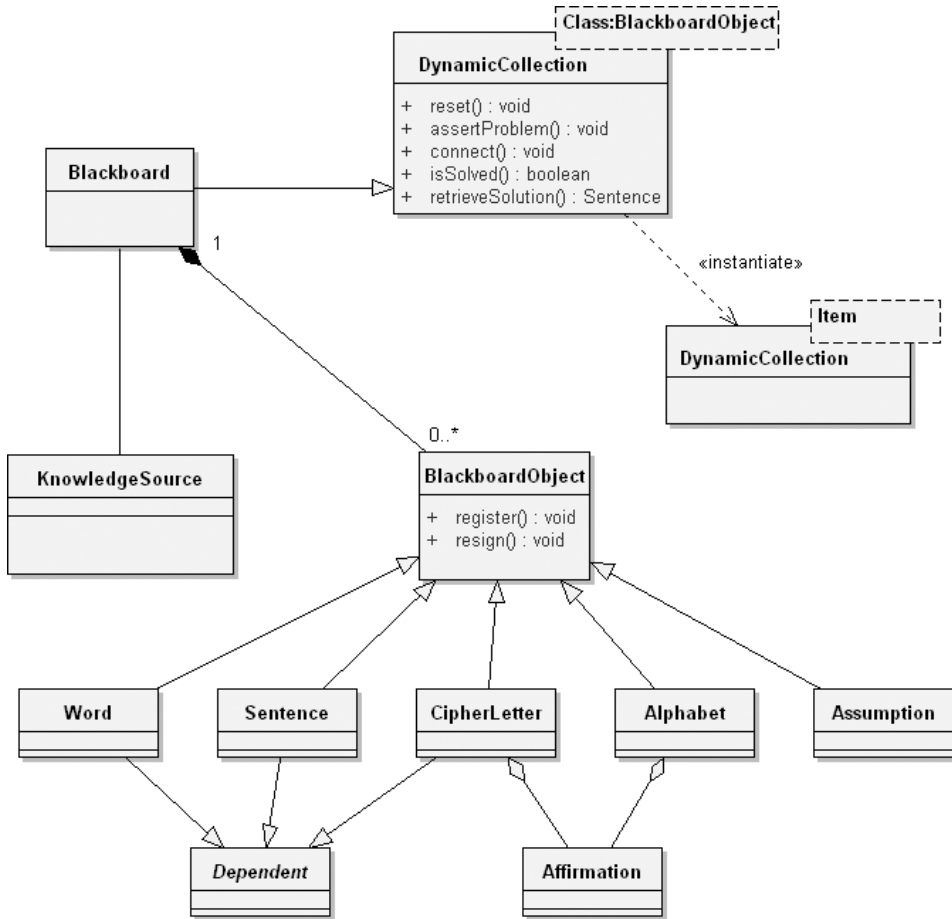 Class:BlackboardObject
DynamicCollection
+ reset() : void
+ assertProblem() : void
+ connect() : void
+ isSolved() : boolean
+ retrieveSolution() : Sentence
Blackboard
1
«instantiate»
Item
DynamicCollection
0..*
KnowledgeSource
BlackboardObject
+ register() : void
+ resign() : void
Word
Sentence
CipherLetter
Alphabet
Assumption
Dependent
Affirmation